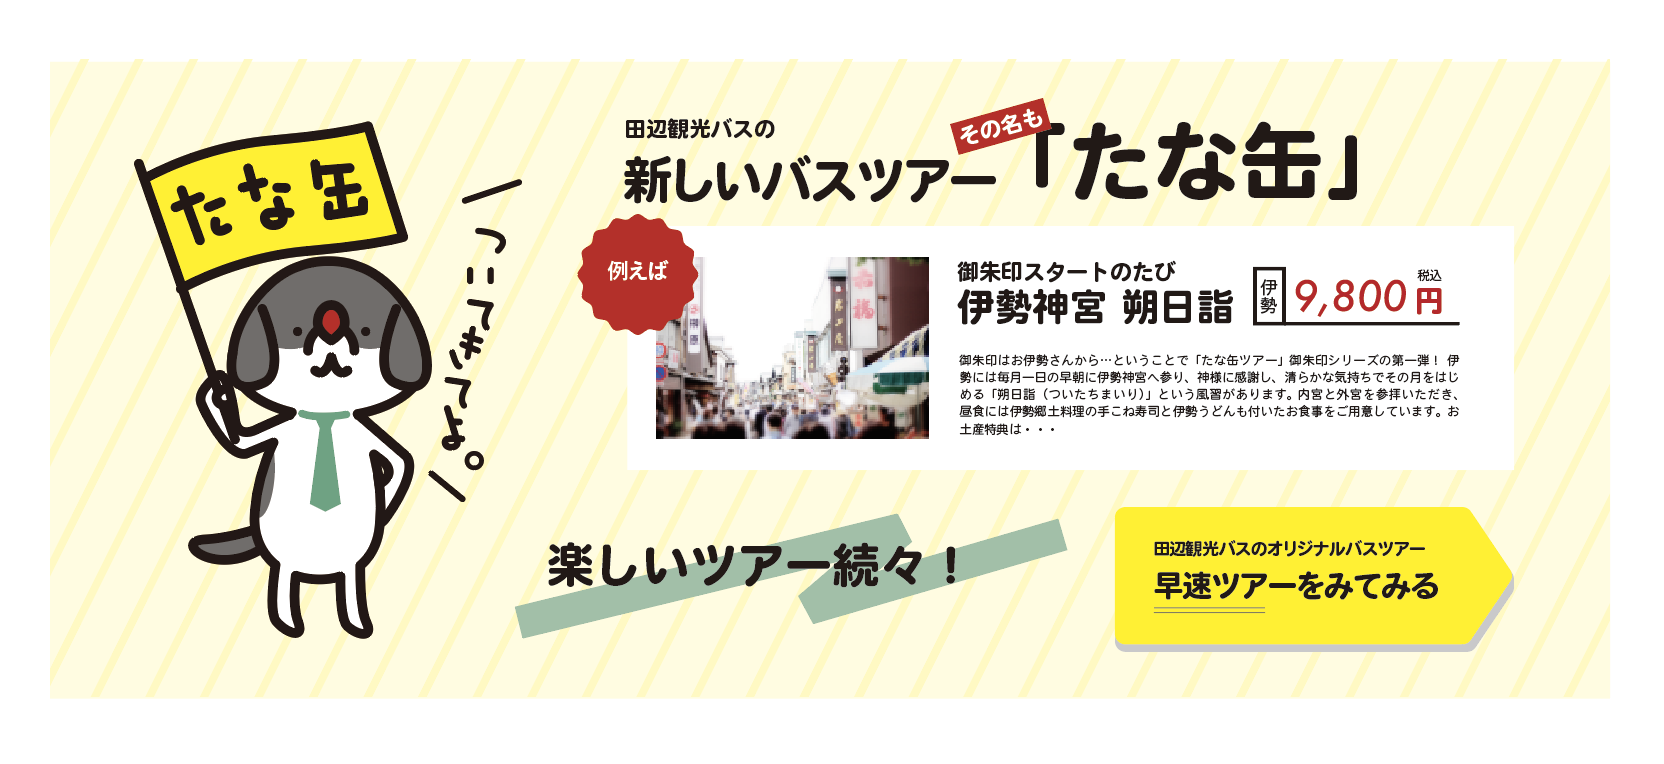 たな缶
ついてきてよ。
田辺観光バスの
新しいバスツアー
その名も
「たな缶」
例えば
御朱印スタートのたび
伊勢神宮 朔日詣
伊勢
9,800円
税込
御朱印はお伊勢さんから…ということで「たな缶ツアー」御朱印シリーズの第一弾! 伊
勢には毎月一日の早朝に伊勢神宮へ参り、神様に感謝し、清らかな気持ちでその月をはじ
める「朔日詣(ついたちまいり)」という風習があります。内宮と外宮を参拝いただき、
昼食には伊勢郷土料理の手こね寿司と伊勢うどんも付いたお食事をご用意しています。お
土産特典は・・・
楽しいツアー続々!
田辺観光バスのオリジナルバスツアー
早速ツアーをみてみる